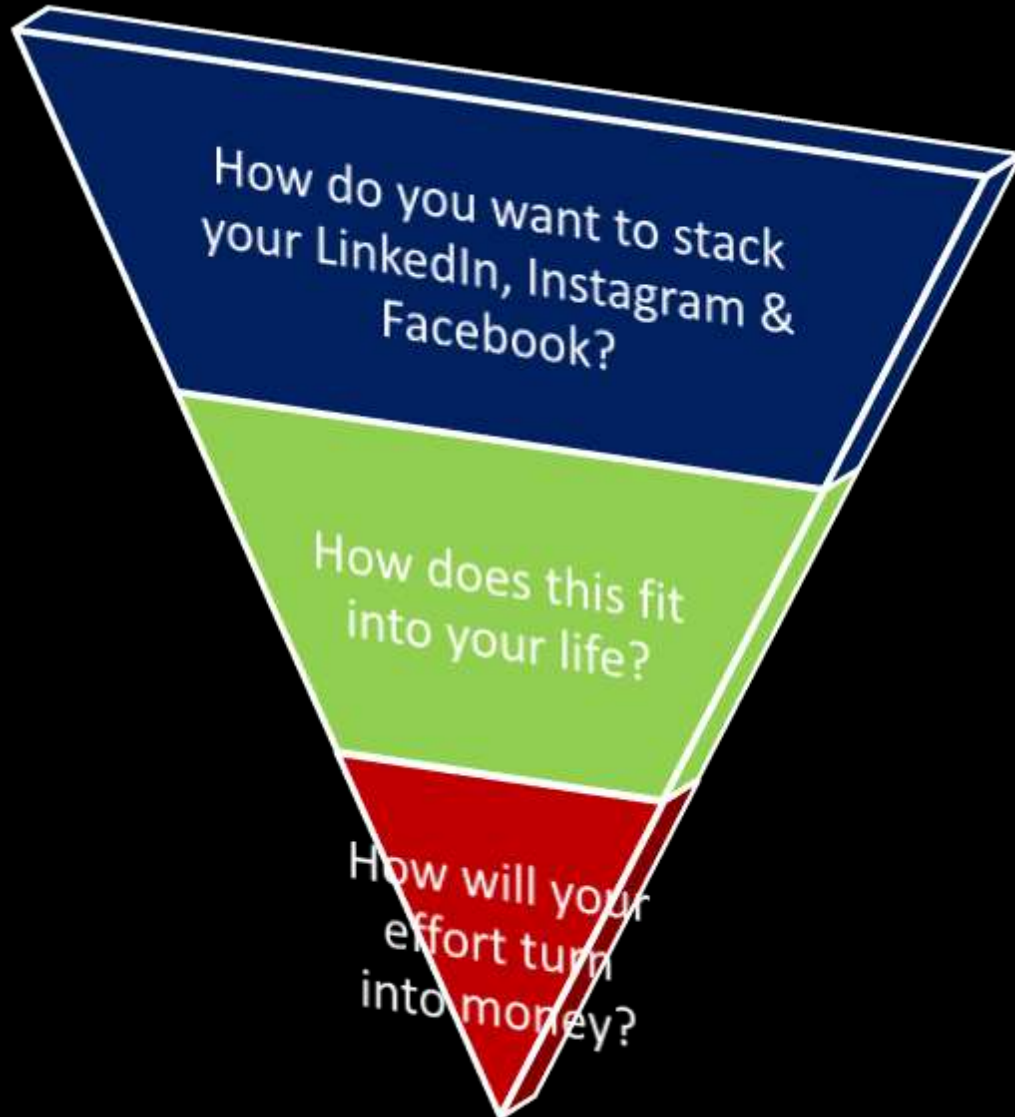 How do you want to stack
your LinkedIn, Instagram &
Facebook?
How does this fit
into your life?
How will your
effort turn
into money?